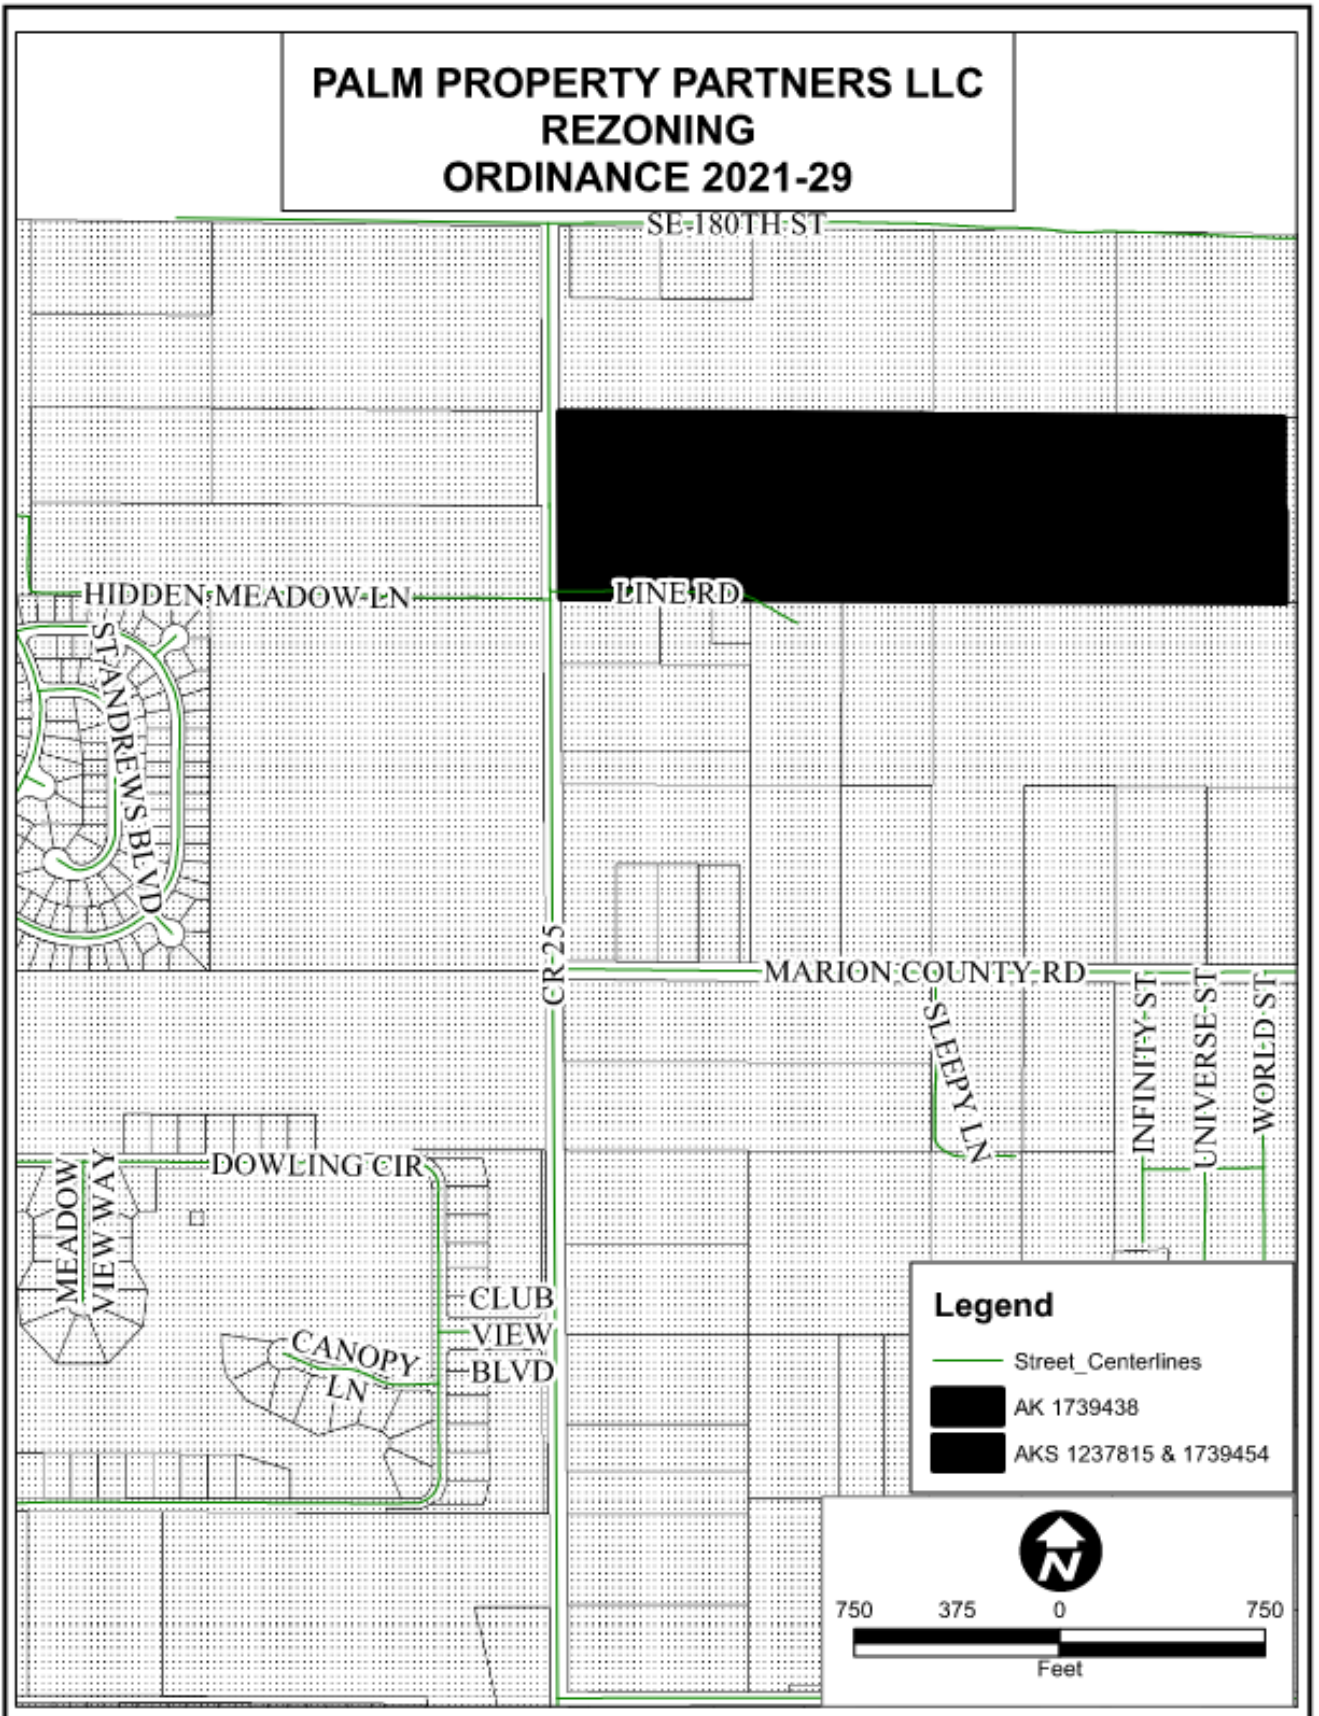 PALM PROPERTY PARTNERS LLC
REZONING
ORDINANCE 2021-29
SE 180TH ST
HIDDEN MEADOW LN
LINE RD
ST ANDREWS BLVD
CR 25
MARION COUNTY RD
SLEEPY LN
INFINITY ST
UNIVERSE ST
WORLD ST
DOWLING CIR
MEADOW
VIEW WAY
CLUB
VIEW
BLVD
CANOPY
LN
Legend
Street_Centerlines
AK 1739438
AKS 1237815 & 1739454
N
750 375 0 750
Feet